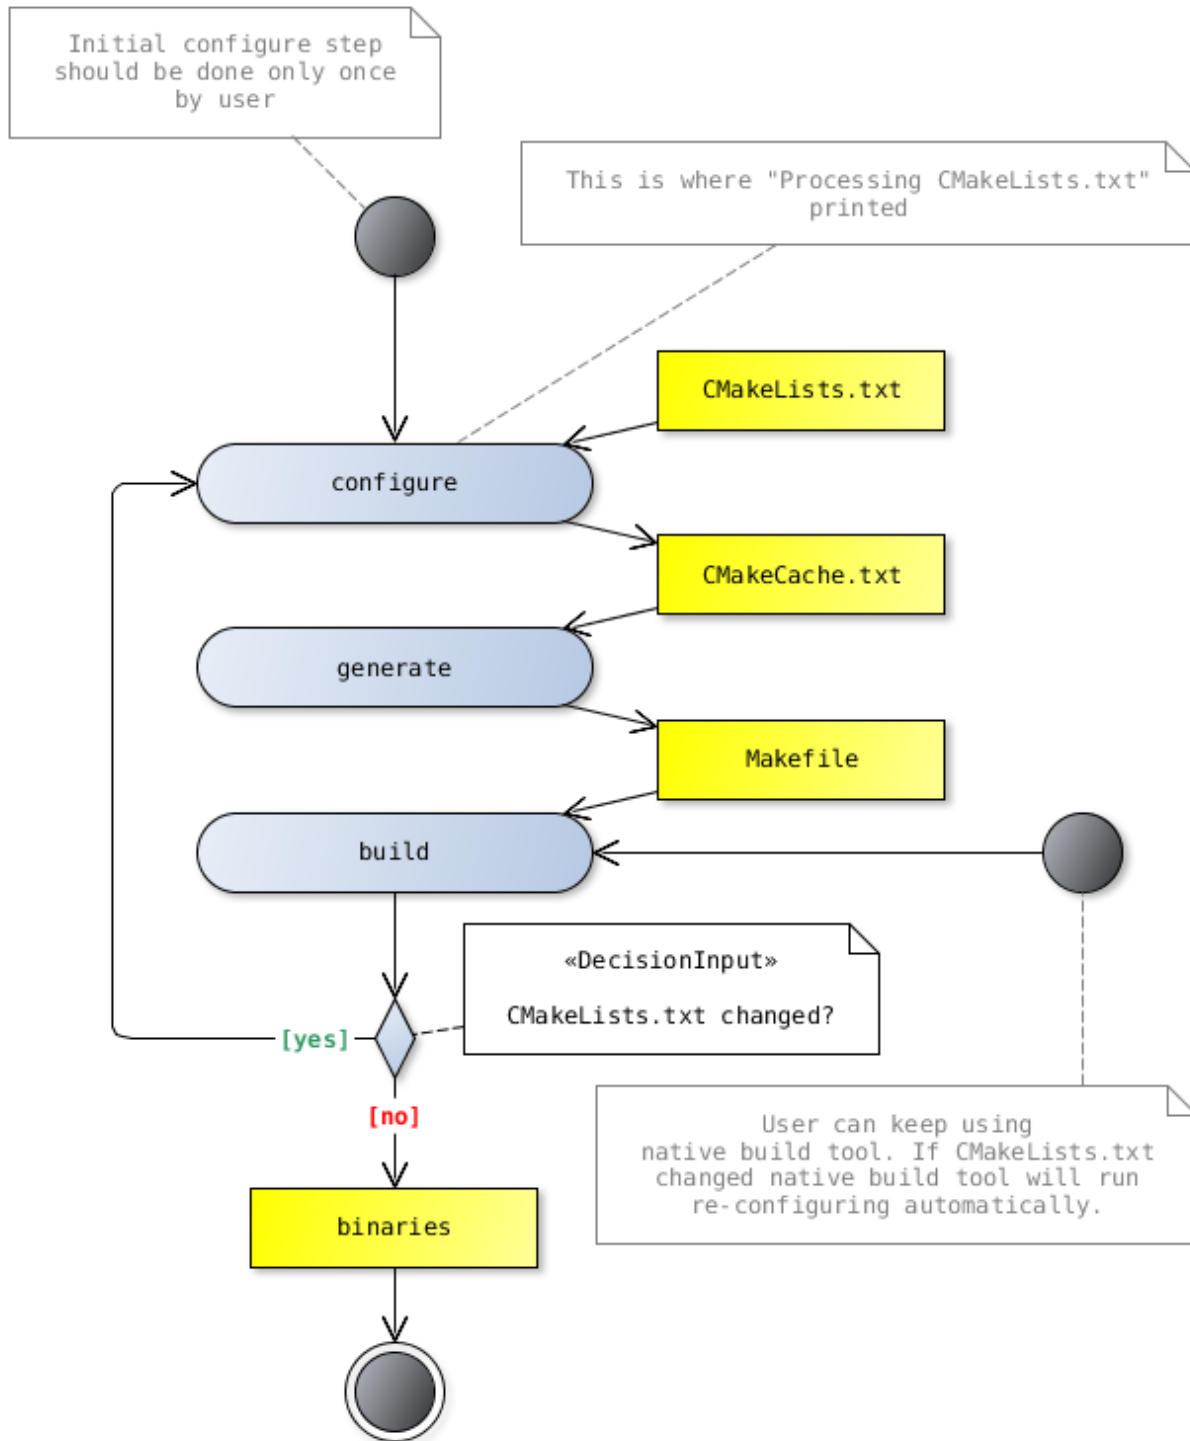 Initial configure step
should be done only once
by user
This is where "Processing CMakeLists.txt"
printed
CMakeLists.txt
configure
CMakeCache.txt
generate
Makefile
build
«DecisionInput»
CMakeLists.txt changed?
[yes]
[no]
User can keep using
native build tool. If CMakeLists.txt
changed native build tool will run
re-configuring automatically.
binaries